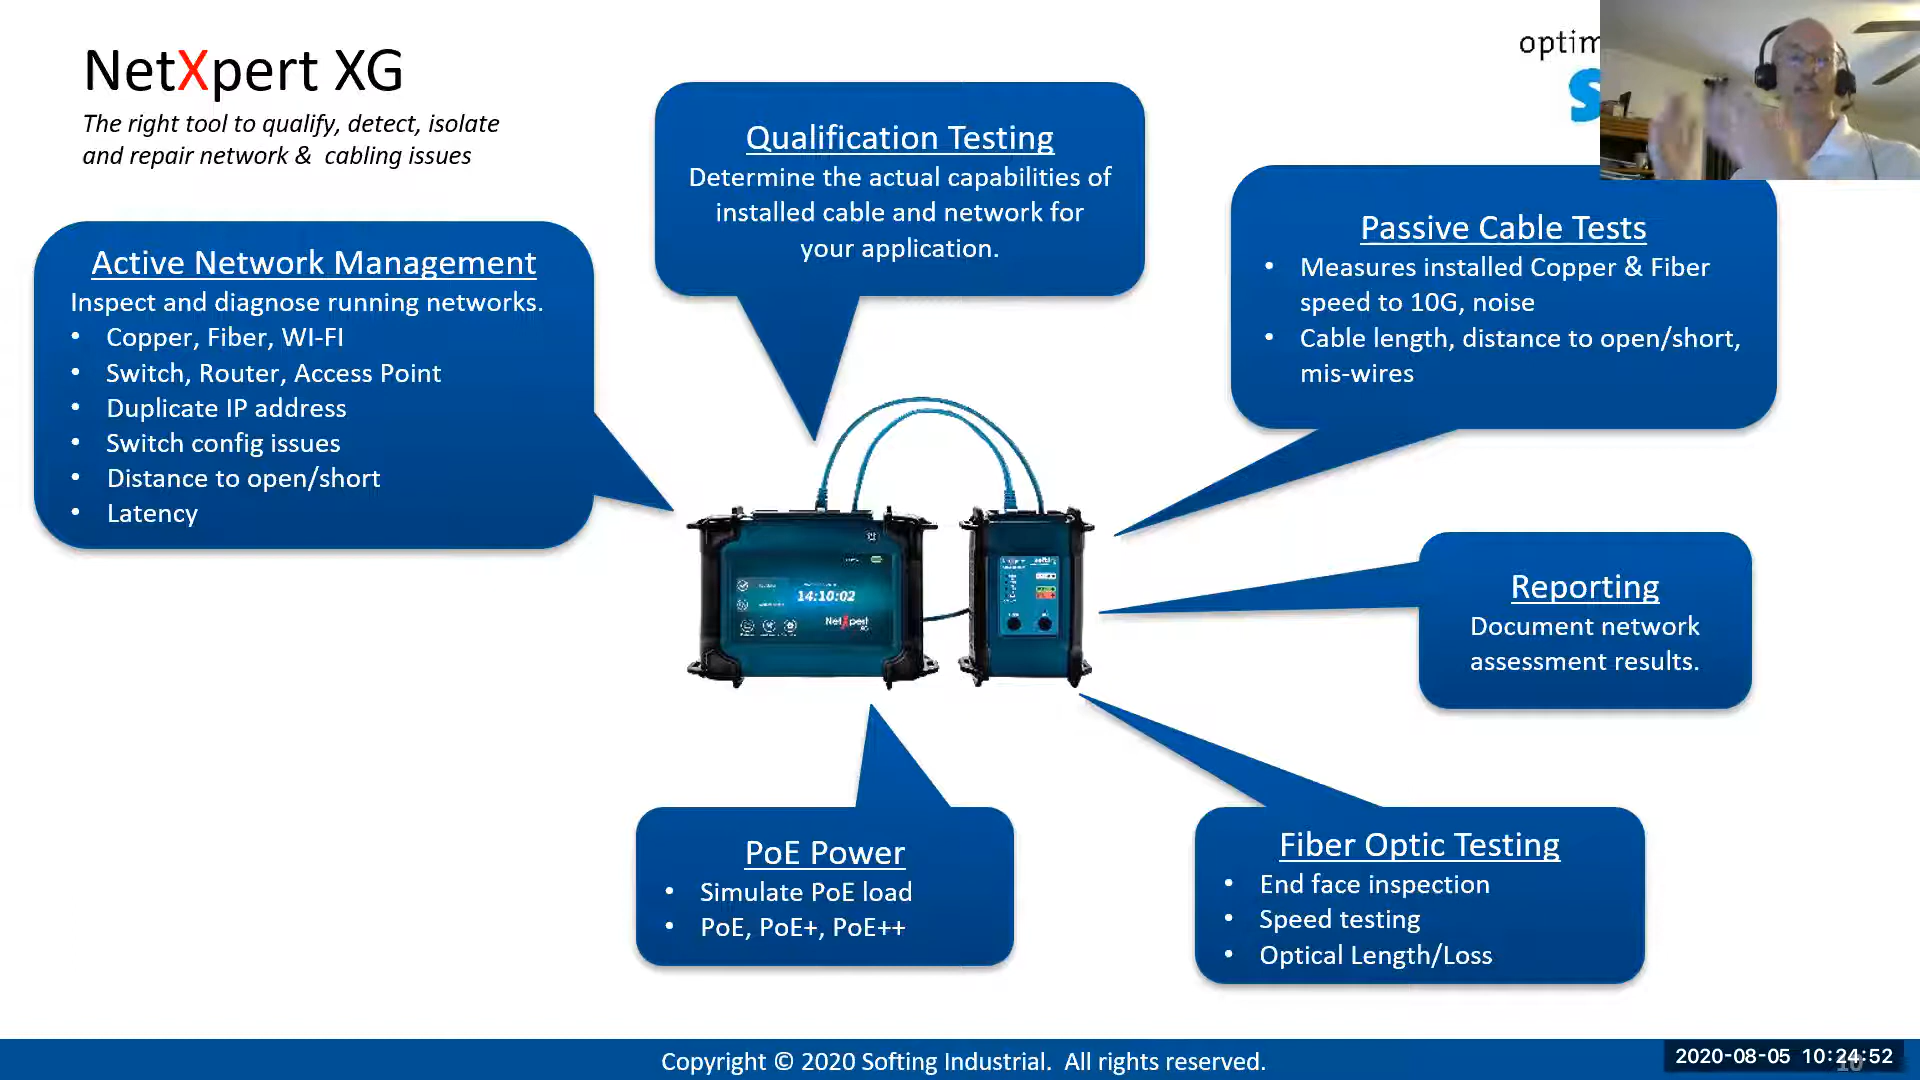 NetXpert XG
The right tool to qualify, detect, isolate
and repair network & cabling issues
optim
S
Qualification Testing
Determine the actual capabilities of
installed cable and network for
your application.
Active Network Management
Inspect and diagnose running networks.
• Copper, Fiber, WI-FI
• Switch, Router, Access Point
• Duplicate IP address
• Switch config issues
• Distance to open/short
• Latency
Passive Cable Tests
• Measures installed Copper & Fiber
speed to 10G, noise
• Cable length, distance to open/short,
mis-wires
14:10:02
NetXpert
XG
Reporting
Document network
assessment results.
PoE Power
• Simulate PoE load
• PoE, PoE+, PoE++
Fiber Optic Testing
• End face inspection
• Speed testing
• Optical Length/Loss
Copyright © 2020 Softing Industrial. All rights reserved.
2020-08-05 10:24:52
10